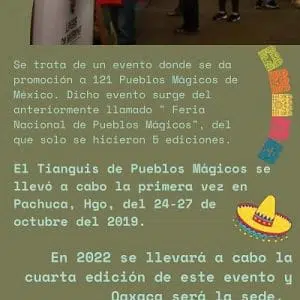 Se trata de un evento donde se da
promoción a 121 Pueblos Mágicos de
México. Dicho evento surge del
anteriormente llamado " Feria
Nacional de Pueblos Mágicos", del
que solo se hicieron 5 ediciones.
El Tianguis de Pueblos Mágicos se
llevó a cabo la primera vez en
Pachuca, Hgo, del 24-27 de
octubre del 2019.
En 2022 se llevará a cabo la
cuarta edición de este evento y
Oaxaca será la sede.